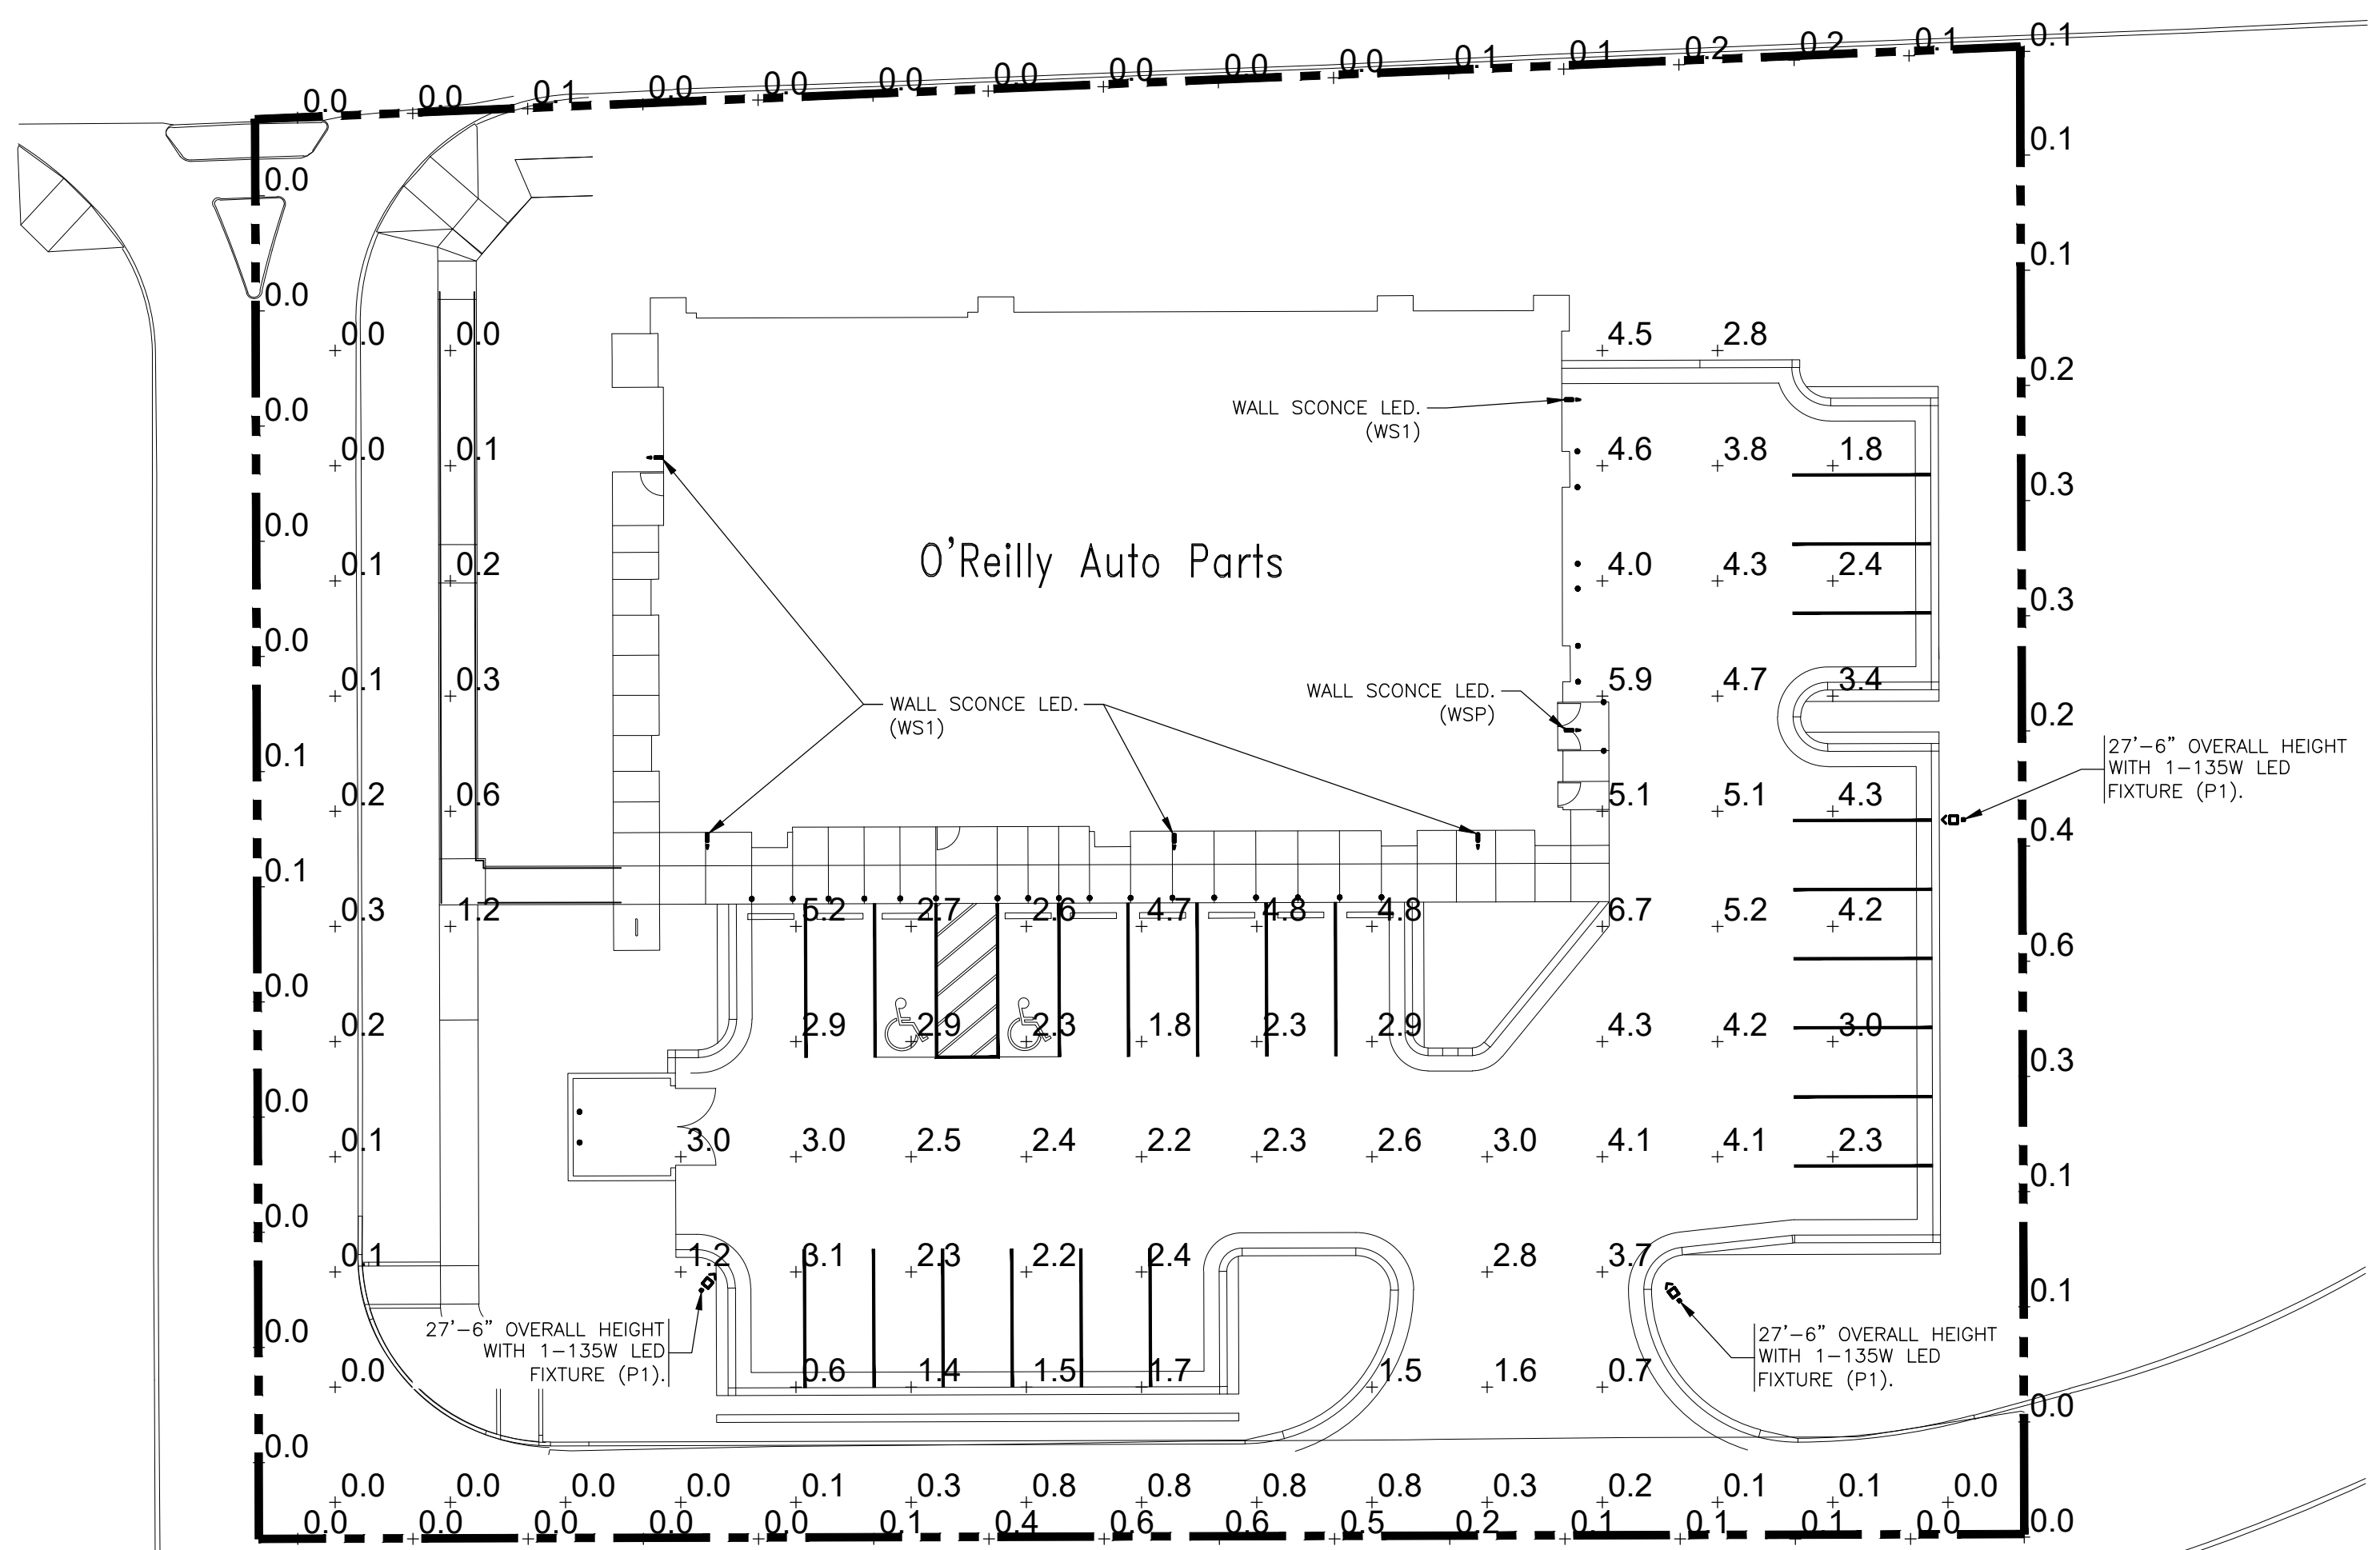 0.0 0.0 0.1 0.0 0.0 0.0 0.0 0.0 0.0 0.0 0.1 0.1 0.2 0.2 0.1 0.1
0.1
0.0
0.1
0.0
0.0 0.0 4.5 2.8
0.2
0.0
WALL SCONCE LED.
(WS1)
0.0 0.1 4.6 3.8 1.8
0.3
0.0
O'Reilly Auto Parts
0.1 0.2 4.0 4.3 2.4
0.3
0.0
0.1 0.3 5.9 4.7 3.4
WALL SCONCE LED.
(WS1)
WALL SCONCE LED.
(WSP)
0.2
0.1
27'-6" OVERALL HEIGHT
WITH 1-135W LED
FIXTURE (P1).
0.2 0.6 5.1 5.1 4.3
0.4
0.1
0.3 1.2 5.2 2.7 2.6 4.7 4.8 4.8 6.7 5.2 4.2
0.6
0.0
0.2 2.9 2.9 2.3 1.8 2.3 2.9 4.3 4.2 3.0
0.3
0.0
0.1 3.0 3.0 2.5 2.4 2.2 2.3 2.6 3.0 4.1 4.1 2.3
0.1
0.0
0.1 1.2 3.1 2.3 2.2 2.4 2.8 3.7
0.1
0.0
27'-6" OVERALL HEIGHT
WITH 1-135W LED
FIXTURE (P1).
27'-6" OVERALL HEIGHT
WITH 1-135W LED
FIXTURE (P1).
0.0 0.6 1.4 1.5 1.7 1.5 1.6 0.7
0.0
0.0
0.0 0.0 0.0 0.0 0.1 0.3 0.8 0.8 0.8 0.8 0.3 0.2 0.1 0.1 0.0
0.0 0.0 0.0 0.0 0.0 0.1 0.4 0.6 0.6 0.5 0.2 0.1 0.1 0.1 0.0 0.0